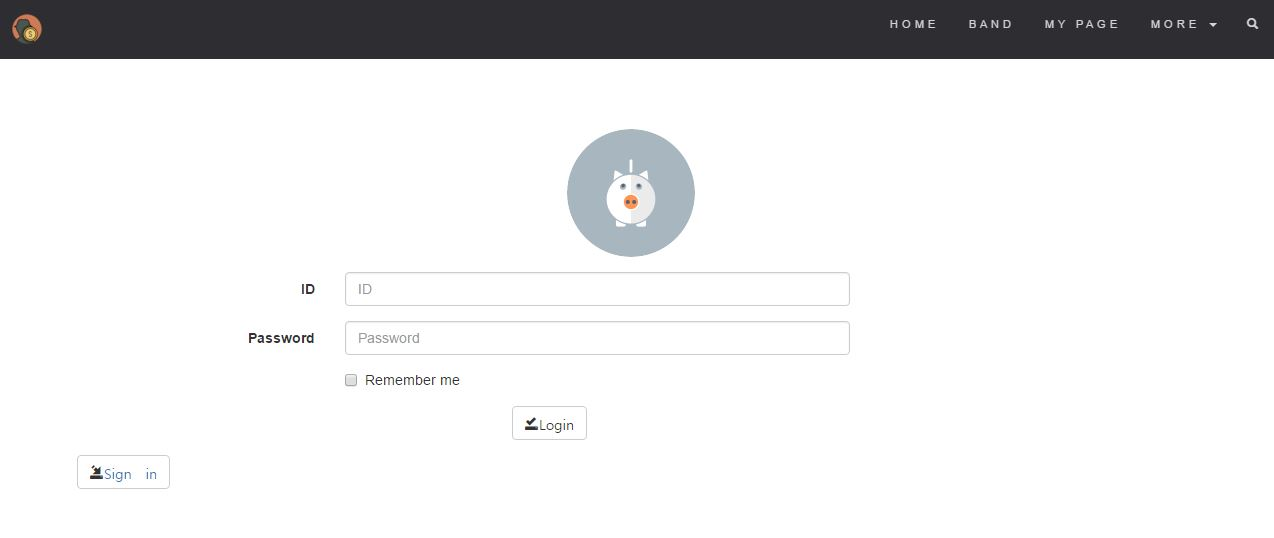 HOME BAND MY PAGE MORE
ID ID
Password Password
Remember me
Login
Sign in